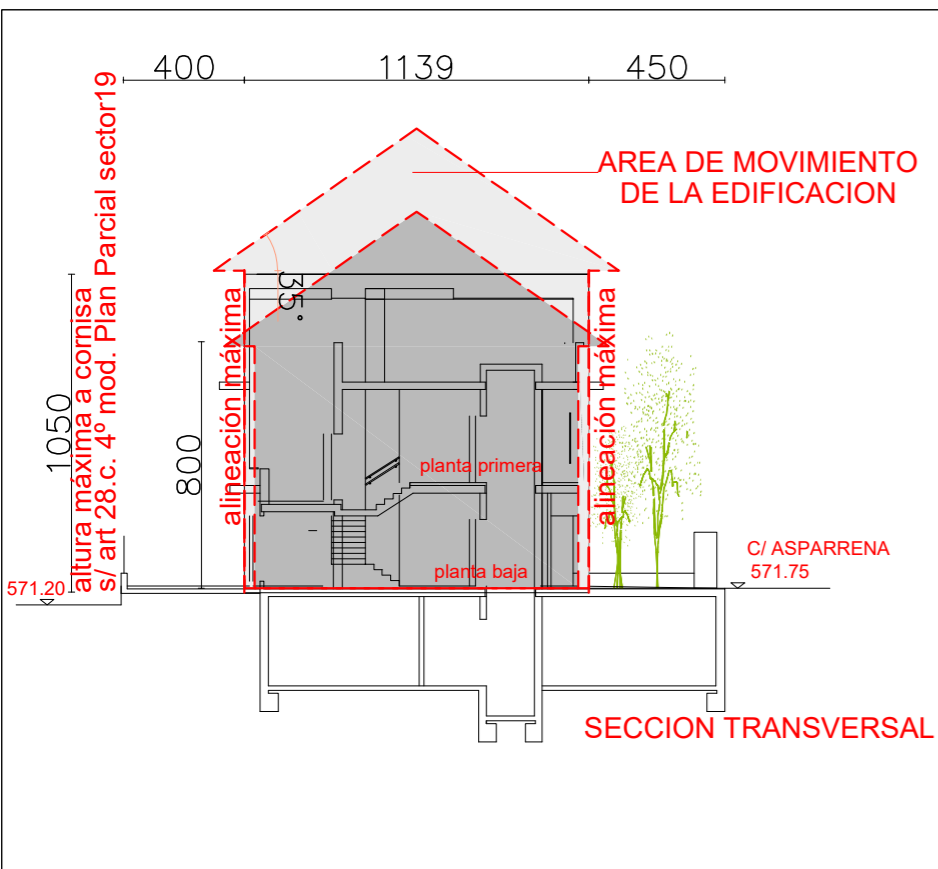 400
1139
450
altura máxima a cornisa
s/ art 28.c. 4º mod. Plan Parcial sector19
AREA DE MOVIMIENTO
DE LA EDIFICACION
35°
alineación máxima
alineación máxima
1050
800
planta primera
planta baja
571.20
C/ ASPARRENA
571.75
SECCION TRANSVERSAL